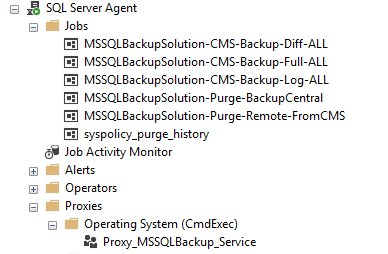 SQL Server Agent
Jobs
MSSQLBackupSolution-CMS-Backup-Diff-ALL
MSSQLBackupSolution-CMS-Backup-Full-ALL
MSSQLBackupSolution-CMS-Backup-Log-ALL
MSSQLBackupSolution-Purge-BackupCentral
MSSQLBackupSolution-Purge-Remote-FromCMS
syspolicy_purge_history
Job Activity Monitor
Alerts
Operators
Proxies
Operating System (CmdExec)
Proxy_MSSQLBackup_Service